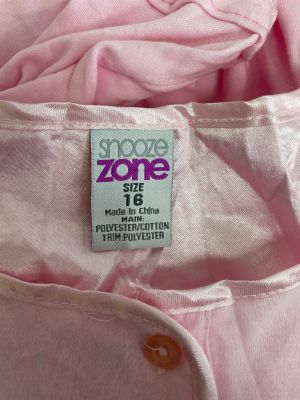 snooze
zone
SIZE
16
Made In China
MAIN:
POLYESTER/COTTON
TRIM:POLYESTER